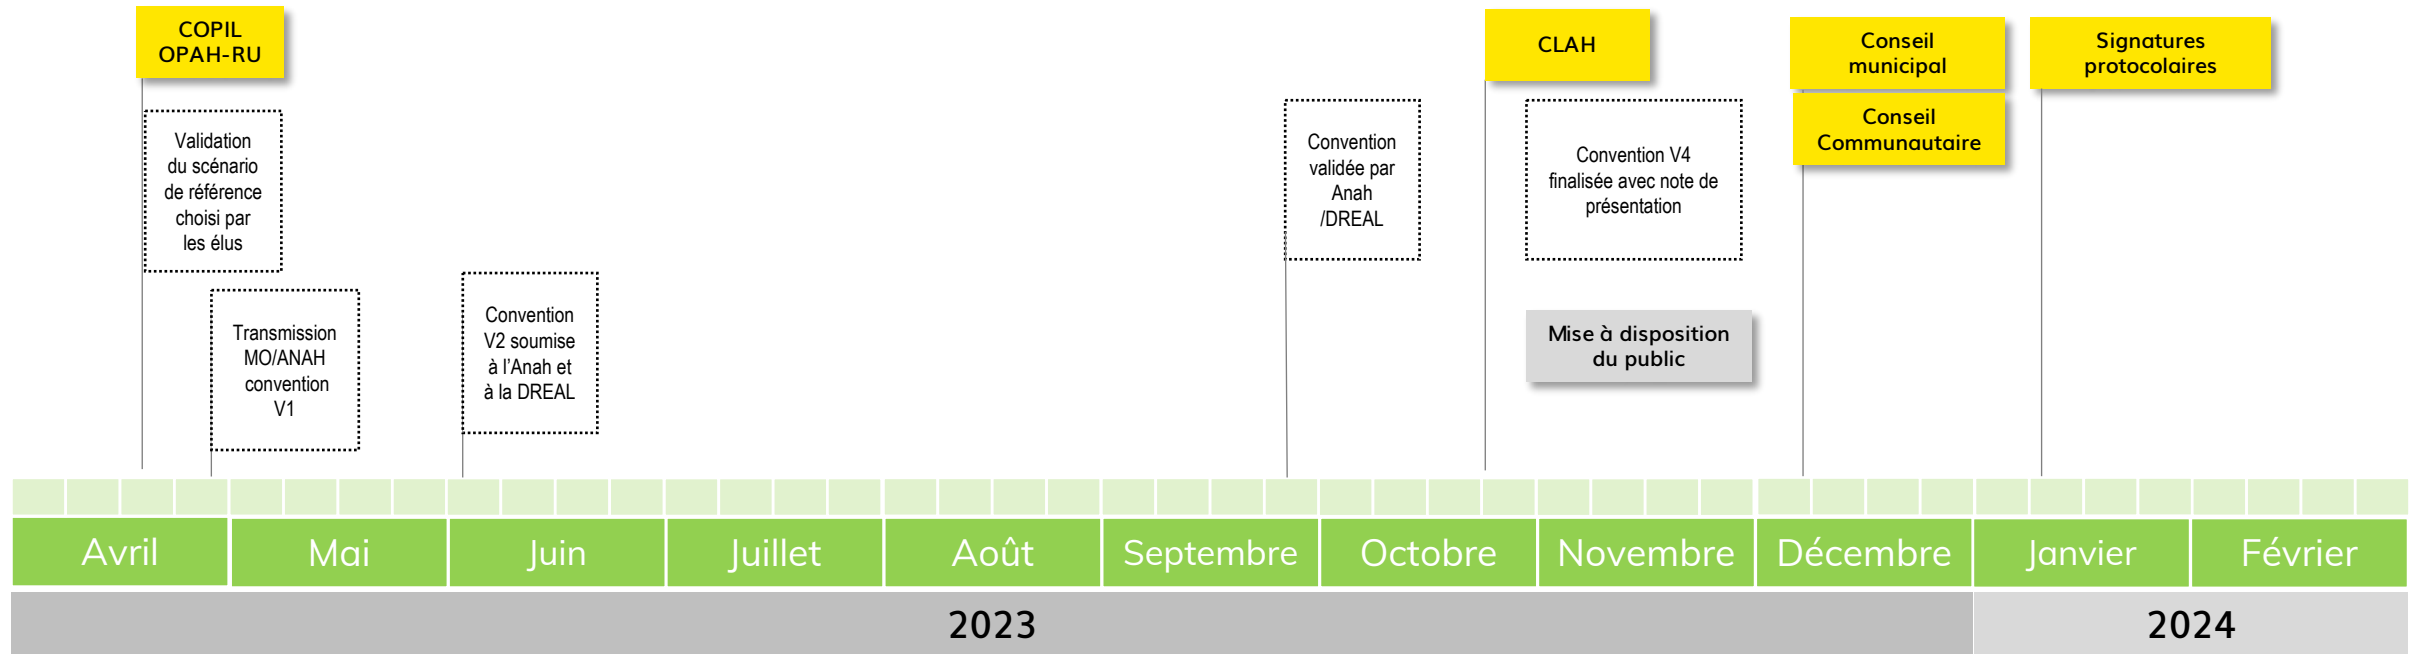 COPIL
OPAH-RU
Validation
du scénario
de référence
choisi par
les élus
Transmission
MO/ANAH
convention
V1
Convention
V2 soumise
à l’Anah et
à la DREAL
Convention
validée par
Anah
/DREAL
CLAH
Convention V4
finalisée avec note de
présentation
Mise à disposition
du public
Conseil
municipal
Conseil
Communautaire
Signatures
protocolaires
Avril
Mai
Juin
Juillet
Août
Septembre
Octobre
Novembre
Décembre
Janvier
Février
2023
2024